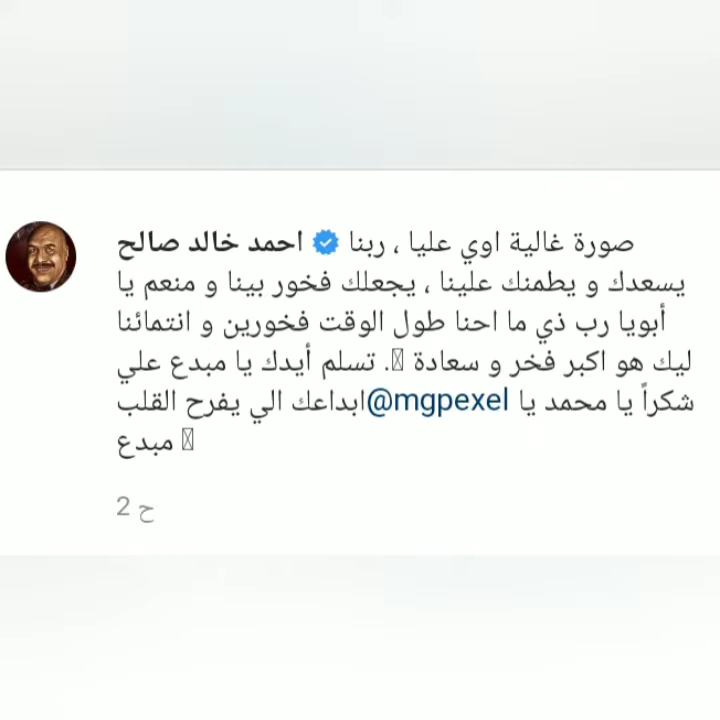 احمد خالد صالح صورة غالية اوي عليا ، ربنا
يسعدك و يطمنك علينا ، يجعلك فخور بينا و منعم يا
أبويا رب ذي ما احنا طول الوقت فخورين و انتمائنا
ليك هو اكبر فخر و سعادة. تسلم أيدك يا مبدع علي
شكراً يا محمد يا @mgpexelابداعك الي يفرح القلب
مبدع
2 ح